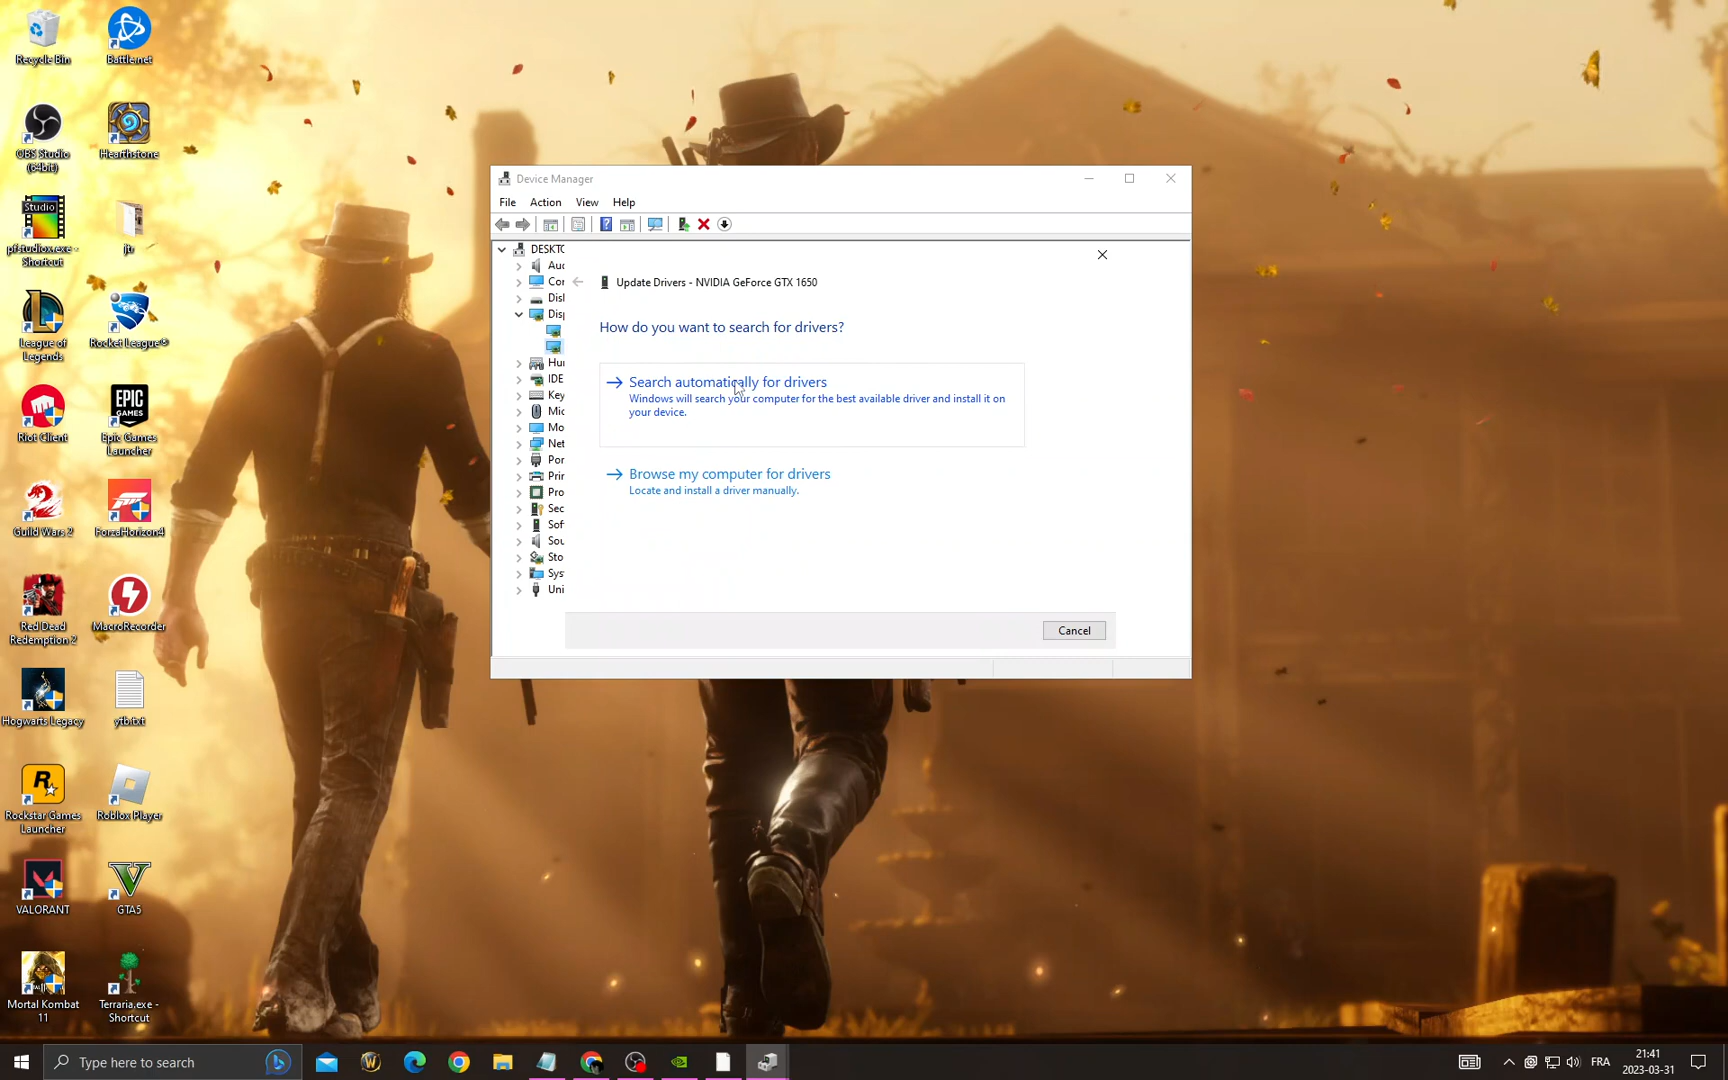 Recycle Bin
Battle.net
OBS Studio
(64bit)
Hearthstone
Studio
pfstudiox.exe -
Shortcut
jtr
League of
Legends
Rocket League®
Riot Client
EPIC
GAMES
Epic Games
Launcher
Guild Wars 2
ForzaHorizon4
Red Dead
Redemption 2
MacroRecorder
Hogwarts Legacy
Rockstar Games
Launcher
Roblox Player
VALORANT
GTA5
Mortal Kombat
11
Terraria.exe -
Shortcut
Device Manager
File Action View Help
DESKTO
Aud
Cor
Disl
Disp
Hur
IDE
Key
Mic
Mo
Net
Por
Prin
Pro
Sec
Sof
Sou
Sto
Sys
Uni
Update Drivers - NVIDIA GeForce GTX 1650
How do you want to search for drivers?
Search automatically for drivers
Windows will search your computer for the best available driver and install it on
your device.
Browse my computer for drivers
Locate and install a driver manually.
Cancel
Type here to search
FRA
21:41
2023-03-31